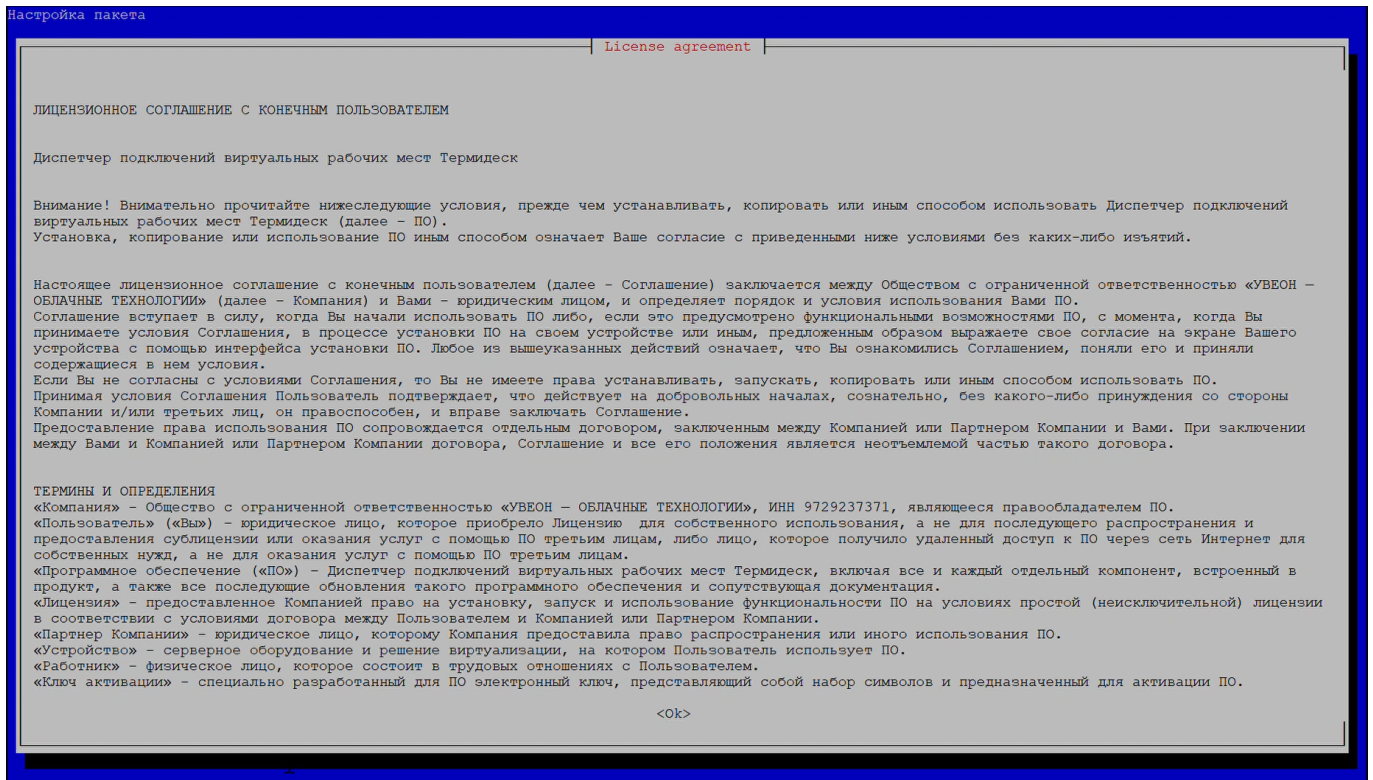 Настройка пакета
License agreement
ЛИЦЕНЗИОННОЕ СОГЛАШЕНИЕ С КОНЕЧНЫМ ПОЛЬЗОВАТЕЛЕМ
Диспетчер подключений виртуальных рабочих мест Термидеск
Внимание! Внимательно прочитайте нижеследующие условия, прежде чем устанавливать, копировать или иным способом использовать Диспетчер подключений
виртуальных рабочих мест Термидеск (далее – ПО).
Установка, копирование или использование ПО иным способом означает Ваше согласие с приведенными ниже условиями без каких-либо изъятий.
Настоящее лицензионное соглашение с конечным пользователем (далее – Соглашение) заключается между Обществом с ограниченной ответственностью «УВЕОН —
ОБЛАЧНЫЕ ТЕХНОЛОГИИ» (далее – Компания) и Вами – юридическим лицом, и определяет порядок и условия использования Вами ПО.
Соглашение вступает в силу, когда Вы начали использовать ПО либо, если это предусмотрено функциональными возможностями ПО, с момента, когда Вы
принимаете условия Соглашения, в процессе установки ПО на своем устройстве или иным, предложенным образом выражаете свое согласие на экране Вашего
устройства с помощью интерфейса установки ПО. Любое из вышеуказанных действий означает, что Вы ознакомились Соглашением, поняли его и приняли
содержащиеся в нем условия.
Если Вы не согласны с условиями Соглашения, то Вы не имеете права устанавливать, запускать, копировать или иным способом использовать ПО.
Принимая условия Соглашения Пользователь подтверждает, что действует на добровольных началах, сознательно, без какого-либо принуждения со стороны
Компании и/или третьих лиц, он правоспособен, и вправе заключать Соглашение.
Предоставление права использования ПО сопровождается отдельным договором, заключенным между Компанией или Партнером Компании и Вами. При заключении
между Вами и Компанией или Партнером Компании договора, Соглашение и все его положения является неотъемлемой частью такого договора.
ТЕРМИНЫ И ОПРЕДЕЛЕНИЯ
«Компания» – Общество с ограниченной ответственностью «УВЕОН — ОБЛАЧНЫЕ ТЕХНОЛОГИИ», ИНН 9729237371, являющееся правообладателем ПО.
«Пользователь» («Вы») – юридическое лицо, которое приобрело Лицензию  для собственного использования, а не для последующего распространения и
предоставления сублицензии или оказания услуг с помощью ПО третьим лицам, либо лицо, которое получило удаленный доступ к ПО через сеть Интернет для
собственных нужд, а не для оказания услуг с помощью ПО третьим лицам.
«Программное обеспечение («ПО») – Диспетчер подключений виртуальных рабочих мест Термидеск, включая все и каждый отдельный компонент, встроенный в
продукт, а также все последующие обновления такого программного обеспечения и сопутствующая документация.
«Лицензия» – предоставленное Компанией право на установку, запуск и использование функциональности ПО на условиях простой (неисключительной) лицензии
в соответствии с условиями договора между Пользователем и Компанией или Партнером Компании.
«Партнер Компании» – юридическое лицо, которому Компания предоставила право распространения или иного использования ПО.
«Устройство» – серверное оборудование и решение виртуализации, на котором Пользователь использует ПО.
«Работник» – физическое лицо, которое состоит в трудовых отношениях с Пользователем.
«Ключ активации» – специально разработанный для ПО электронный ключ, представляющий собой набор символов и предназначенный для активации ПО.
<Ok>